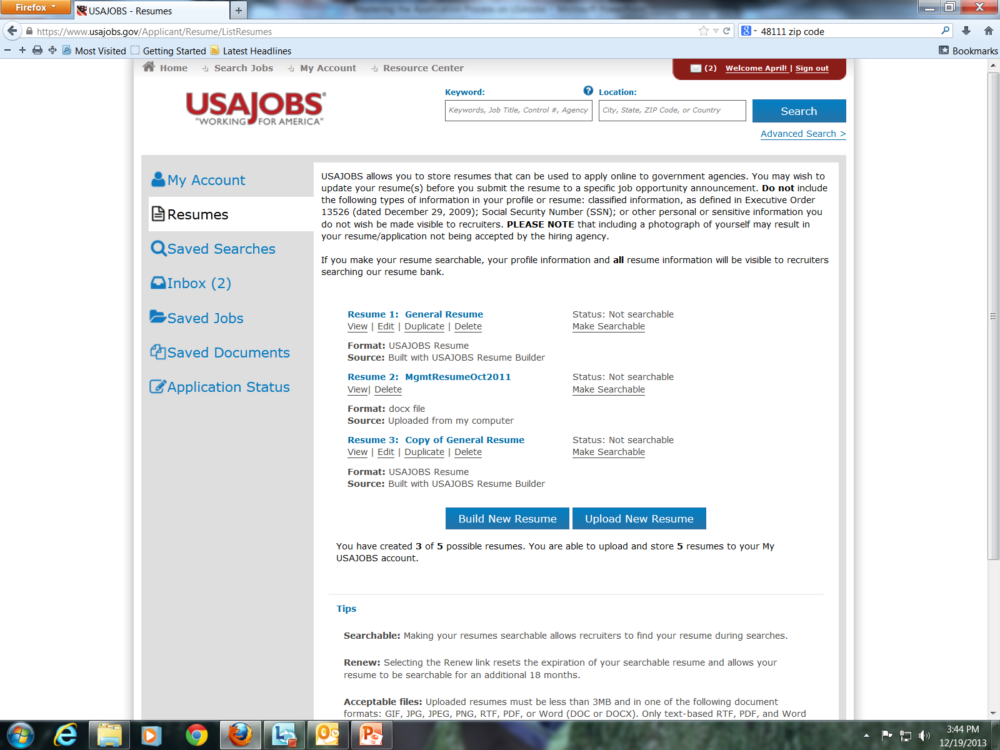 Firefox
USAJOBS - Resumes
https://www.usajobs.gov/Applicant/Resume/ListResumes
48111 zip code
Most Visited
Getting Started
Latest Headlines
Bookmarks
Home
Search Jobs
My Account
Resource Center
(2) Welcome April! | Sign out
USAJOBS®
"WORKING FOR AMERICA"
Keyword:
Location:
Keywords, Job Title, Control #, Agency
City, State, ZIP Code, or Country
Search
Advanced Search >
My Account
Resumes
Saved Searches
Inbox (2)
Saved Jobs
Saved Documents
Application Status
USAJOBS allows you to store resumes that can be used to apply online to government agencies. You may wish to
update your resume(s) before you submit the resume to a specific job opportunity announcement. Do not include
the following types of information in your profile or resume: classified information, as defined in Executive Order
13526 (dated December 29, 2009); Social Security Number (SSN); or other personal or sensitive information you
do not wish be made visible to recruiters. PLEASE NOTE that including a photograph of yourself may result in
your resume/application not being accepted by the hiring agency.
If you make your resume searchable, your profile information and all resume information will be visible to recruiters
searching our resume bank.
Resume 1: General Resume
Status: Not searchable
View | Edit | Duplicate | Delete
Make Searchable
Format: USAJOBS Resume
Source: Built with USAJOBS Resume Builder
Resume 2: MgmtResumeOct2011
Status: Not searchable
View| Delete
Make Searchable
Format: docx file
Source: Uploaded from my computer
Resume 3: Copy of General Resume
Status: Not searchable
View | Edit | Duplicate | Delete
Make Searchable
Format: USAJOBS Resume
Source: Built with USAJOBS Resume Builder
Build New Resume
Upload New Resume
You have created 3 of 5 possible resumes. You are able to upload and store 5 resumes to your My
USAJOBS account.
Tips
Searchable: Making your resumes searchable allows recruiters to find your resume during searches.
Renew: Selecting the Renew link resets the expiration of your searchable resume and allows your
resume to be searchable for an additional 18 months.
Acceptable files: Uploaded resumes must be less than 3MB and in one of the following document
formats: GIF, JPG, JPEG, PNG, RTF, PDF, or Word (DOC or DOCX). Only text-based RTF, PDF, and Word
3:44 PM
12/19/2013